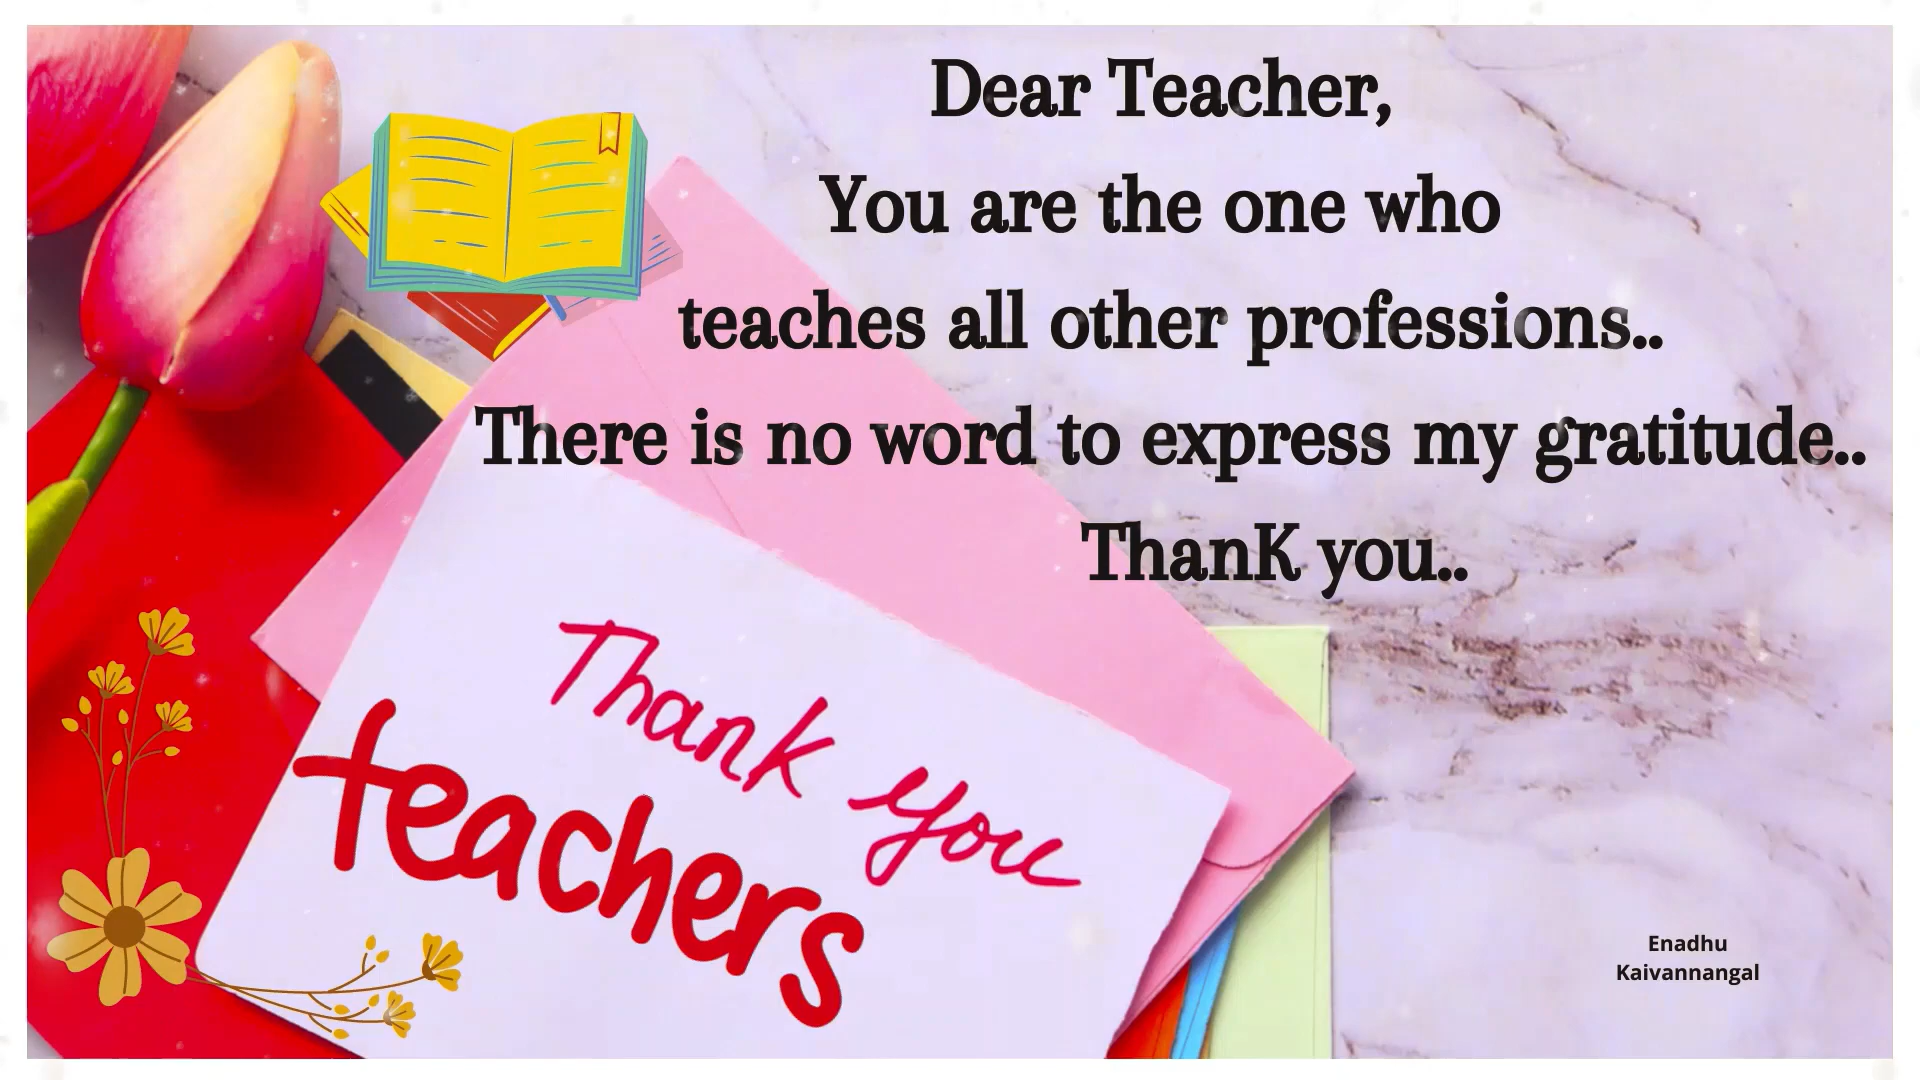 Dear Teacher,
You are the one who
teaches all other professions..
There is no word to express my gratitude..
ThanK you..
Thank you
teachers
Enadhu
Kaivannangal